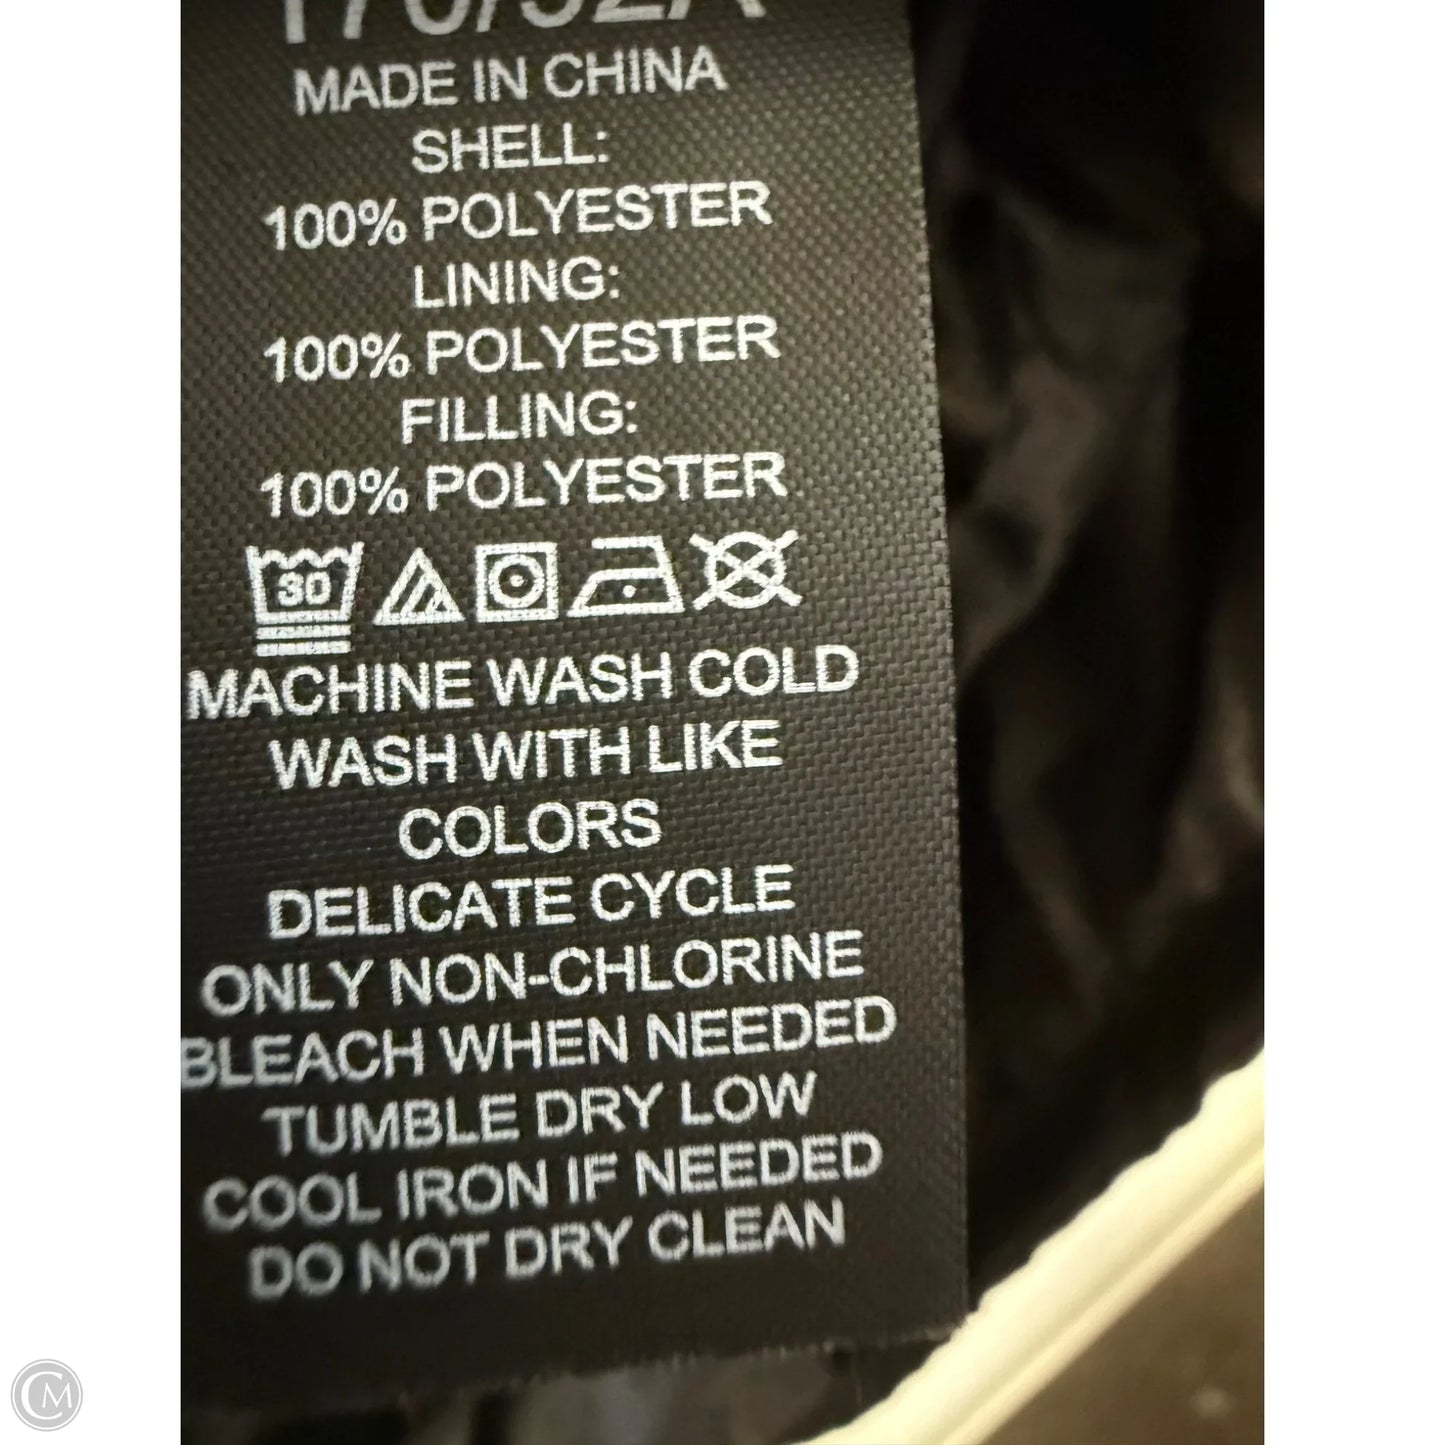 MADE IN CHINA
SHELL:
100% POLYESTER
LINING:
100% POLYESTER
FILLING:
100% POLYESTER
30
MACHINE WASH COLD
WASH WITH LIKE
COLORS
DELICATE CYCLE
ONLY NON-CHLORINE
BLEACH WHEN NEEDED
TUMBLE DRY LOW
COOL IRON IF NEEDED
DO NOT DRY CLEAN
CM